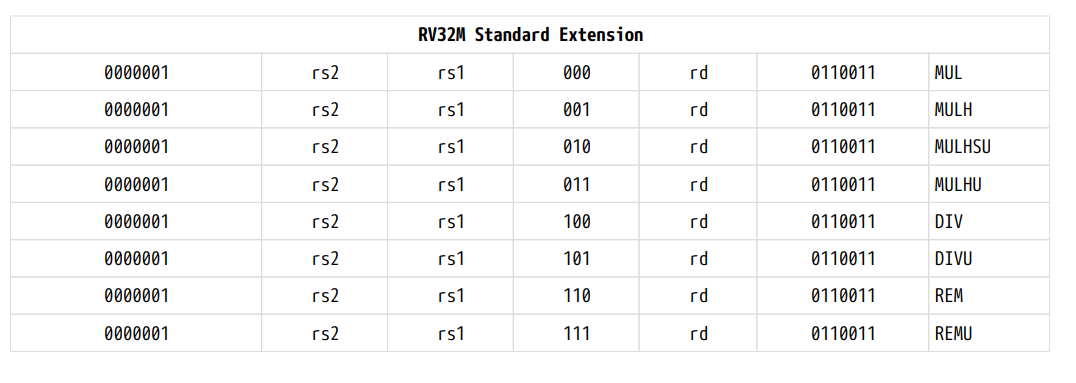 RV32M Standard Extension
0000001 rs2 rs1 000 rd 0110011 MUL
0000001 rs2 rs1 001 rd 0110011 MULH
0000001 rs2 rs1 010 rd 0110011 MULHSU
0000001 rs2 rs1 011 rd 0110011 MULHU
0000001 rs2 rs1 100 rd 0110011 DIV
0000001 rs2 rs1 101 rd 0110011 DIVU
0000001 rs2 rs1 110 rd 0110011 REM
0000001 rs2 rs1 111 rd 0110011 REMU